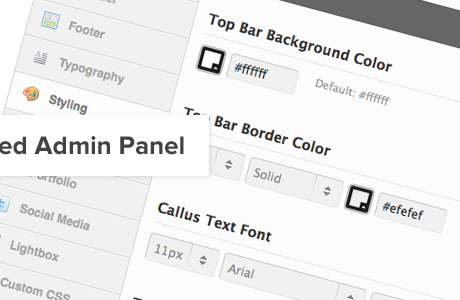 Footer
Typography
Styling
ed Admin Panel
Portfolio
Social Media
Lightbox
Custom CSS
Top Bar Background Color
#ffffff
Default: #ffffff
Bar Border Color
Solid
#efefef
Callus Text Font
11px
Arial